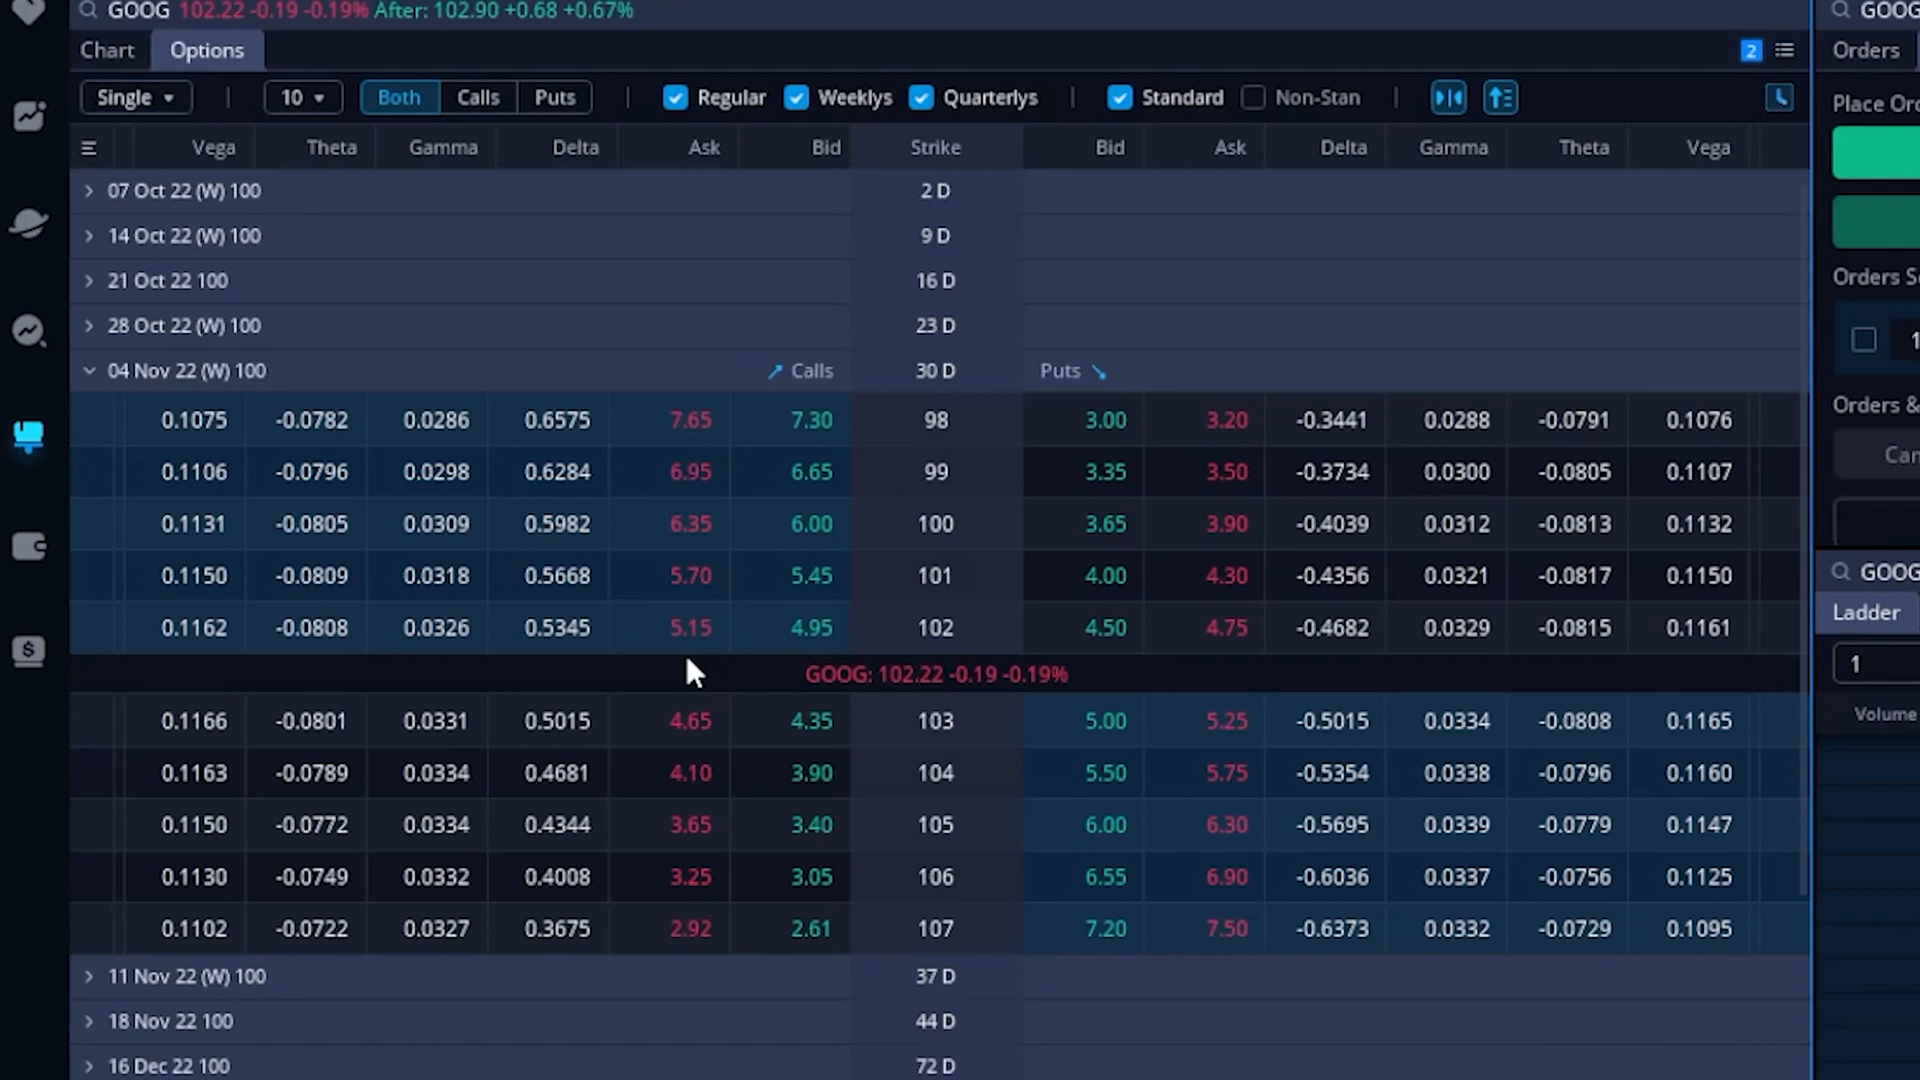 GOOG 102.22 -0.19 -0.19% After: 102.90 +0.68 +0.67%
Chart Options 2
Single 10 Both Calls Puts Regular Weeklys Quarterlys Standard Non-Stan
Vega Theta Gamma Delta Ask Bid Strike Bid Ask Delta Gamma Theta Vega
07 Oct 22 (W) 100 2 D
14 Oct 22 (W) 100 9 D
21 Oct 22 100 16 D
28 Oct 22 (W) 100 23 D
04 Nov 22 (W) 100 Calls 30 D Puts
0.1075 -0.0782 0.0286 0.6575 7.65 7.30 98 3.00 3.20 -0.3441 0.0288 -0.0791 0.1076
0.1106 -0.0796 0.0298 0.6284 6.95 6.65 99 3.35 3.50 -0.3734 0.0300 -0.0805 0.1107
0.1131 -0.0805 0.0309 0.5982 6.35 6.00 100 3.65 3.90 -0.4039 0.0312 -0.0813 0.1132
0.1150 -0.0809 0.0318 0.5668 5.70 5.45 101 4.00 4.30 -0.4356 0.0321 -0.0817 0.1150
0.1162 -0.0808 0.0326 0.5345 5.15 4.95 102 4.50 4.75 -0.4682 0.0329 -0.0815 0.1161
GOOG: 102.22 -0.19 -0.19%
0.1166 -0.0801 0.0331 0.5015 4.65 4.35 103 5.00 5.25 -0.5015 0.0334 -0.0808 0.1165
0.1163 -0.0789 0.0334 0.4681 4.10 3.90 104 5.50 5.75 -0.5354 0.0338 -0.0796 0.1160
0.1150 -0.0772 0.0334 0.4344 3.65 3.40 105 6.00 6.30 -0.5695 0.0339 -0.0779 0.1147
0.1130 -0.0749 0.0332 0.4008 3.25 3.05 106 6.55 6.90 -0.6036 0.0337 -0.0756 0.1125
0.1102 -0.0722 0.0327 0.3675 2.92 2.61 107 7.20 7.50 -0.6373 0.0332 -0.0729 0.1095
11 Nov 22 (W) 100 37 D
18 Nov 22 100 44 D
16 Dec 22 100 72 D
GOOG
Orders
Place Or
Orders S
1
Orders &
Can
GOOG
Ladder
1
Volume